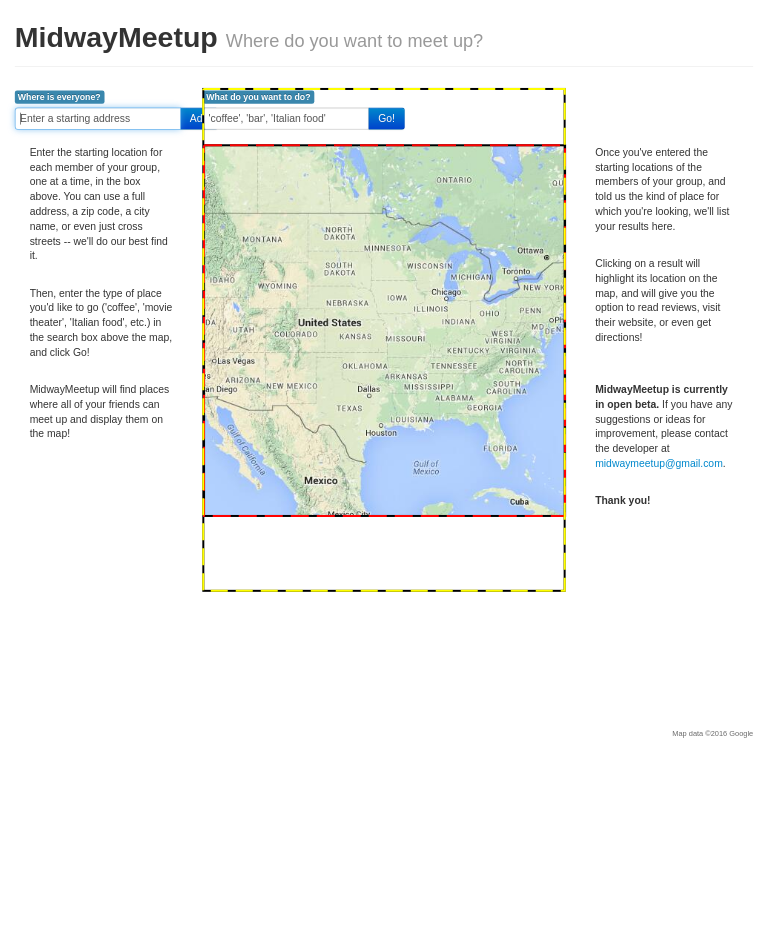 MidwayMeetup Where do you want to meet up?
Where is everyone?
What do you want to do?
Enter a starting address
'coffee', 'bar', 'Italian food'
Go!
Enter the starting location for
each member of your group,
one at a time, in the box
above. You can use a full
address, a zip code, a city
name, or even just cross
streets -- we'll do our best find
it.
Then, enter the type of place
you'd like to go ('coffee', 'movie
theater', 'Italian food', etc.) in
the search box above the map,
and click Go!
MidwayMeetup will find places
where all of your friends can
meet up and display them on
the map!
ONTARIO
MONTANA
NORTH
DAKOTA
MINNESOTA
Ottawa
SOUTH
DAKOTA
WISCONSIN
MICHIGAN
Toronto
WYOMING
Chicago
NEW YORK
NEBRASKA
IOWA
ILLINOIS
OHIO
PENN
INDIANA
United States
UTAH
COLORADO
KANSAS
MISSOURI
WEST
VIRGINIA
MD
KENTUCKY
VIRGINIA
Las Vegas
OKLAHOMA
TENNESSEE
NORTH
CAROLINA
ARIZONA
NEW MEXICO
ARKANSAS
MISSISSIPPI
SOUTH
CAROLINA
Dallas
ALABAMA
TEXAS
GEORGIA
LOUISIANA
Houston
Gulf of California
FLORIDA
Gulf of
Mexico
Mexico
Cuba
Mexico City
Once you've entered the
starting locations of the
members of your group, and
told us the kind of place for
which you're looking, we'll list
your results here.
Clicking on a result will
highlight its location on the
map, and will give you the
option to read reviews, visit
their website, or even get
directions!
MidwayMeetup is currently
in open beta. If you have any
suggestions or ideas for
improvement, please contact
the developer at
midwaymeetup@gmail.com.
Thank you!
Map data ©2016 Google